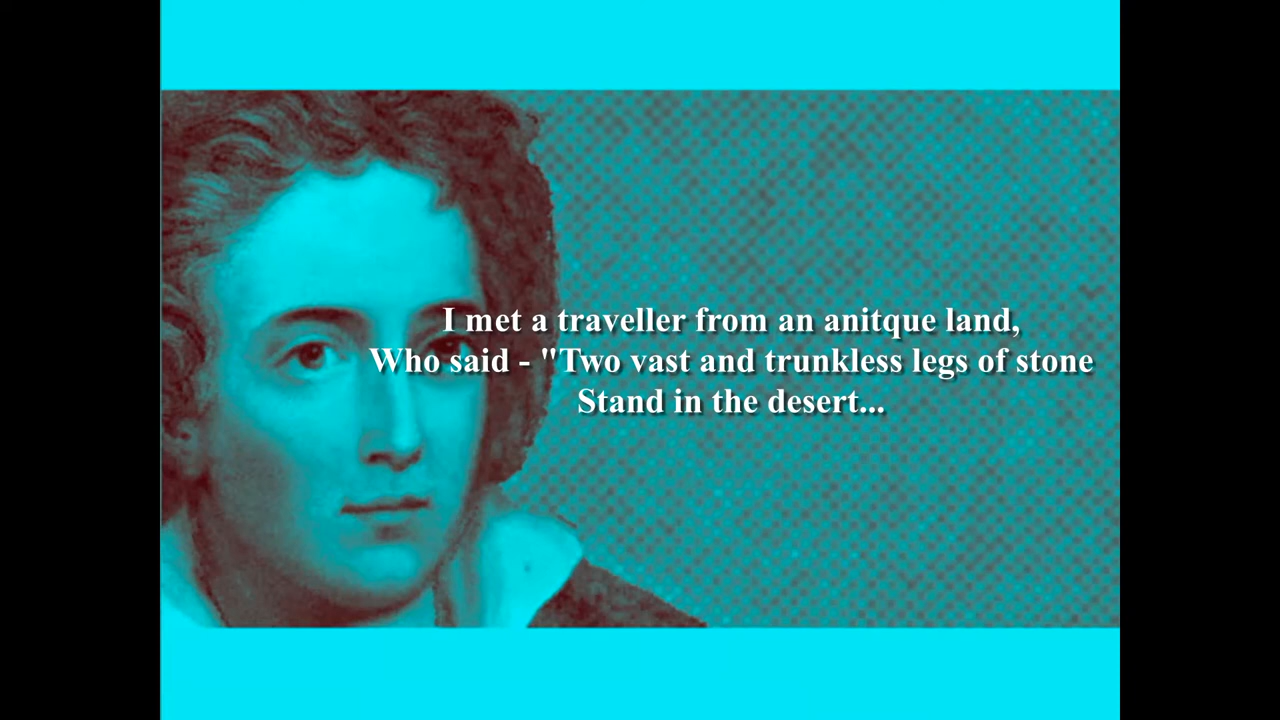 I met a traveller from an anitque land,
Who said - "Two vast and trunkless legs of stone
Stand in the desert...